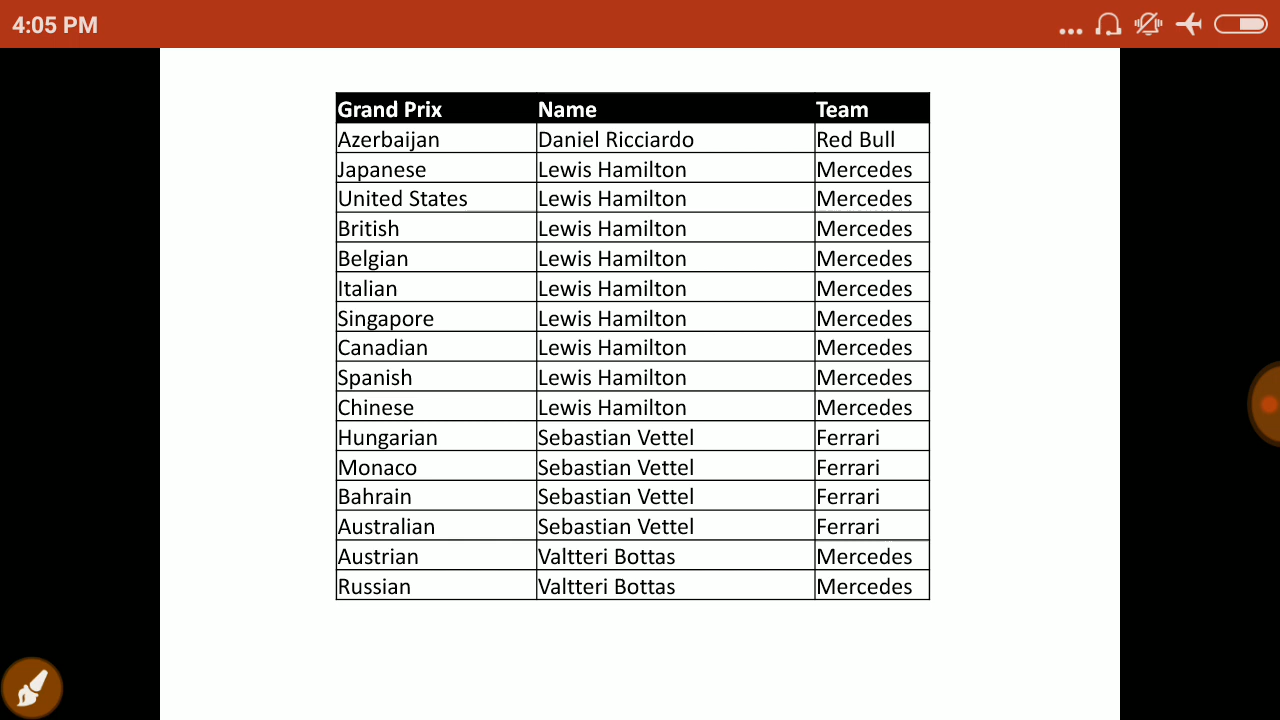 4:05 PM
Grand Prix Name Team
Azerbaijan Daniel Ricciardo Red Bull
Japanese Lewis Hamilton Mercedes
United States Lewis Hamilton Mercedes
British Lewis Hamilton Mercedes
Belgian Lewis Hamilton Mercedes
Italian Lewis Hamilton Mercedes
Singapore Lewis Hamilton Mercedes
Canadian Lewis Hamilton Mercedes
Spanish Lewis Hamilton Mercedes
Chinese Lewis Hamilton Mercedes
Hungarian Sebastian Vettel Ferrari
Monaco Sebastian Vettel Ferrari
Bahrain Sebastian Vettel Ferrari
Australian Sebastian Vettel Ferrari
Austrian Valtteri Bottas Mercedes
Russian Valtteri Bottas Mercedes